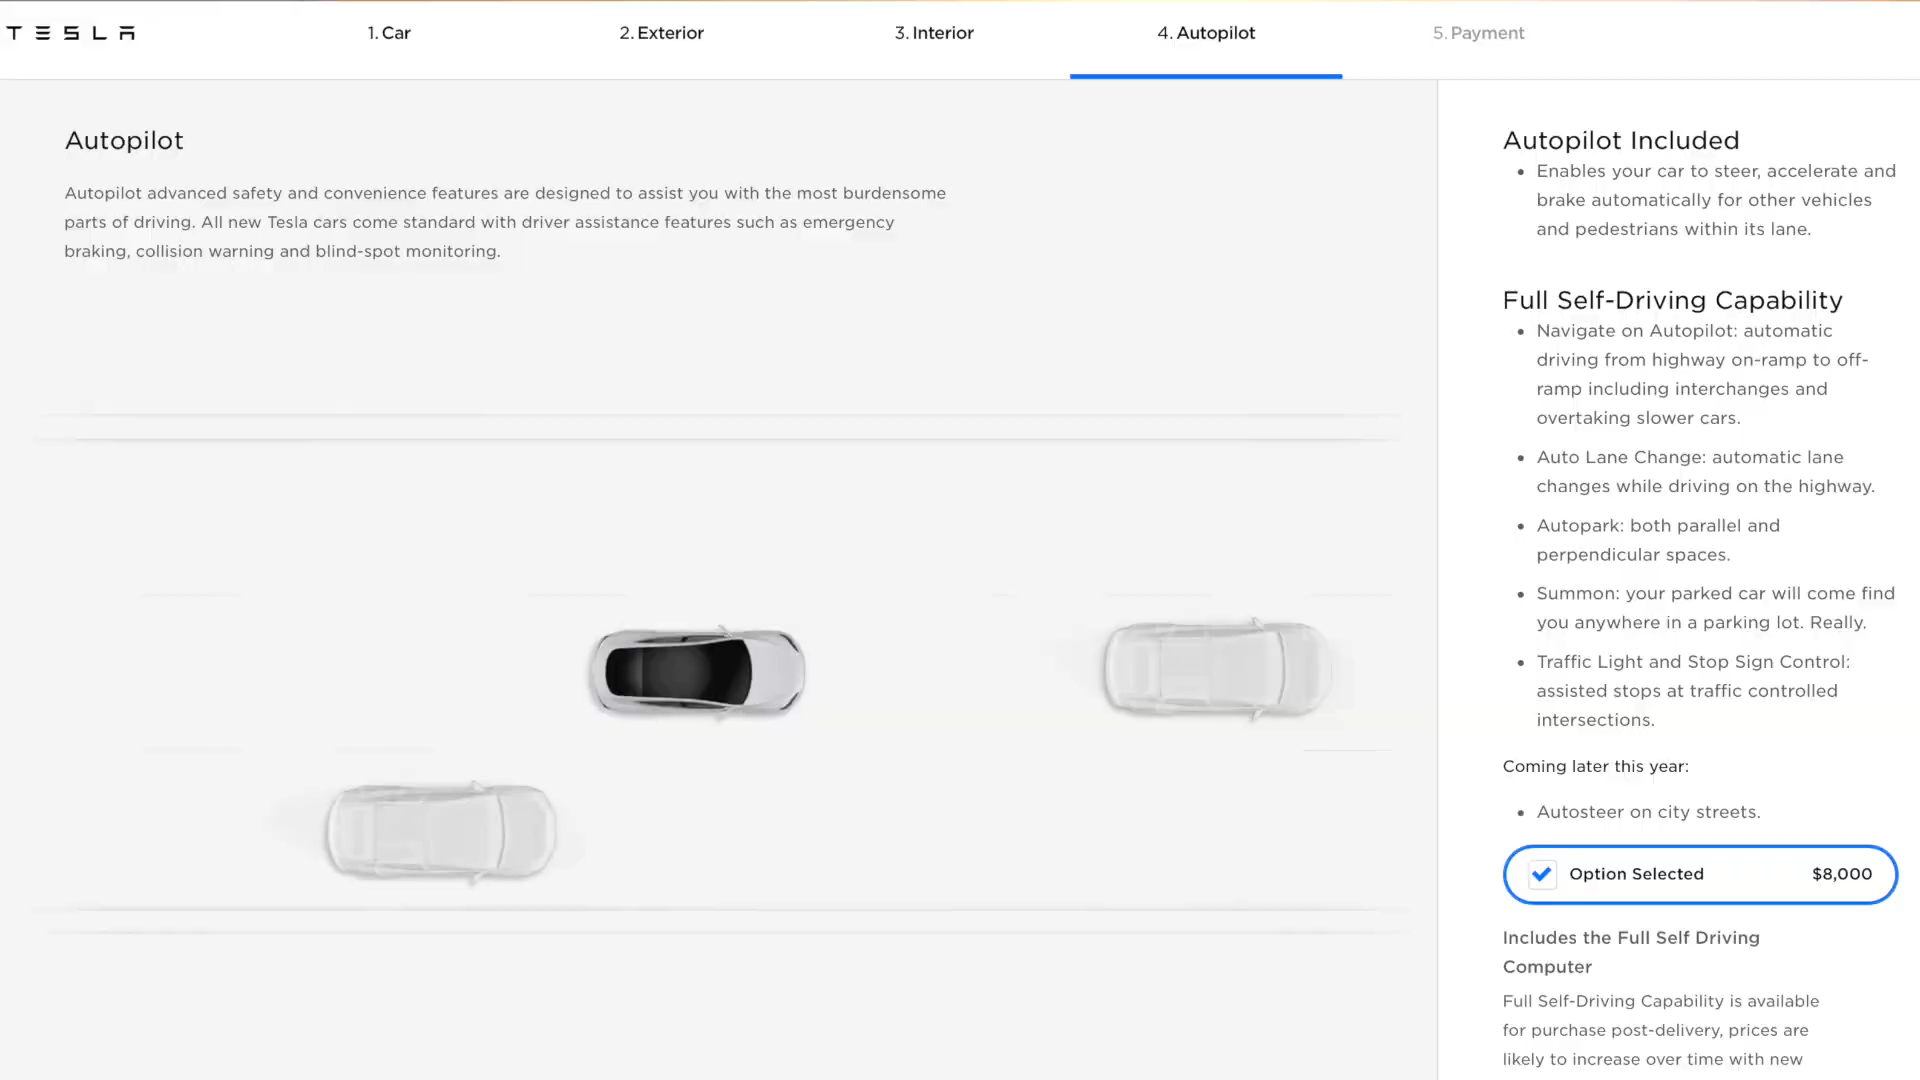 TESLA
1. Car
2. Exterior
3. Interior
4. Autopilot
5. Payment
Autopilot
Autopilot advanced safety and convenience features are designed to assist you with the most burdensome
parts of driving. All new Tesla cars come standard with driver assistance features such as emergency
braking, collision warning and blind-spot monitoring.
Autopilot Included
• Enables your car to steer, accelerate and
brake automatically for other vehicles
and pedestrians within its lane.
Full Self-Driving Capability
• Navigate on Autopilot: automatic
driving from highway on-ramp to off-
ramp including interchanges and
overtaking slower cars.
• Auto Lane Change: automatic lane
changes while driving on the highway.
• Autopark: both parallel and
perpendicular spaces.
• Summon: your parked car will come find
you anywhere in a parking lot. Really.
• Traffic Light and Stop Sign Control:
assisted stops at traffic controlled
intersections.
Coming later this year:
• Autosteer on city streets.
Option Selected $8,000
Includes the Full Self Driving
Computer
Full Self-Driving Capability is available
for purchase post-delivery, prices are
likely to increase over time with new